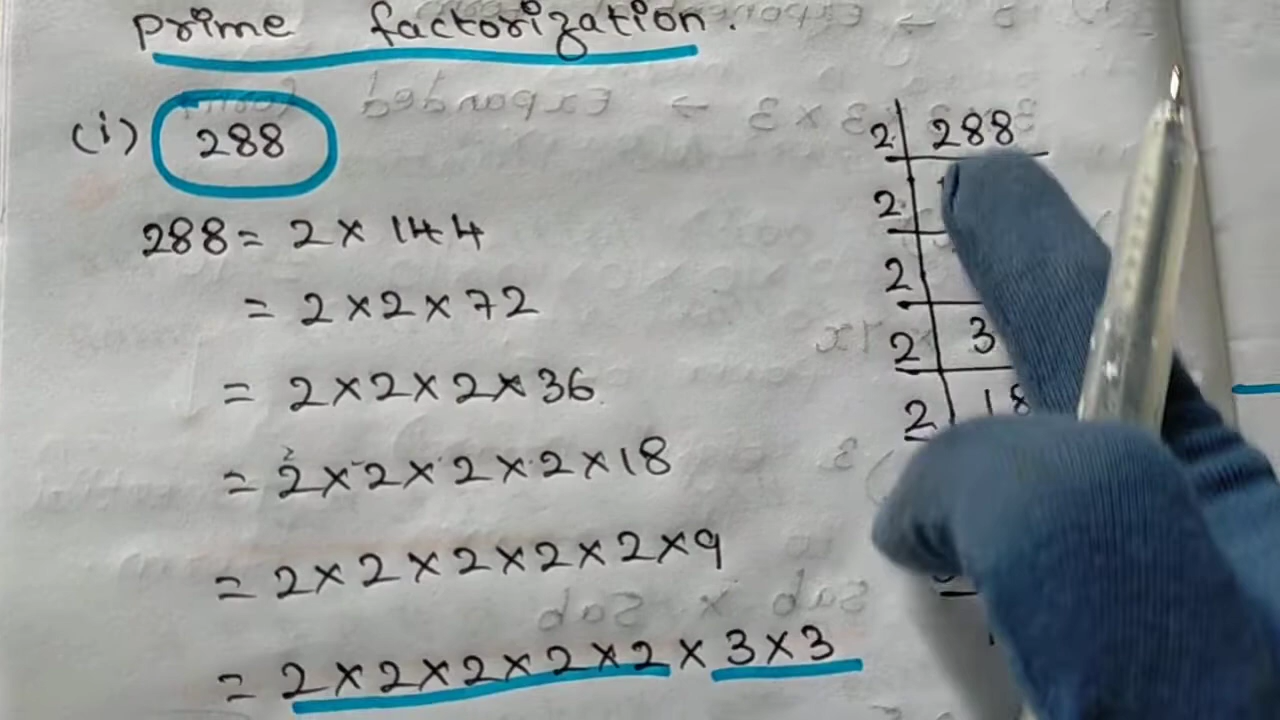 prime factorization.
(i) 288
288 = 2 × 144
= 2 × 2 × 72
= 2 × 2 × 2 × 36
= 2 × 2 × 2 × 2 × 18
= 2 × 2 × 2 × 2 × 2 × 9
= 2 × 2 × 2 × 2 × 2 × 3 × 3
2 | 288
2 |
2 |
2 | 3
2 | 18